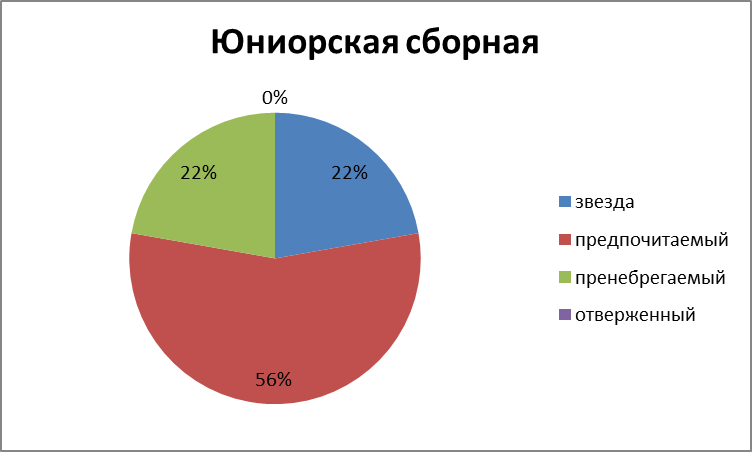 Юниорская сборная
0%
22%
22%
56%
звезда
предпочитаемый
пренебрегаемый
отверженный